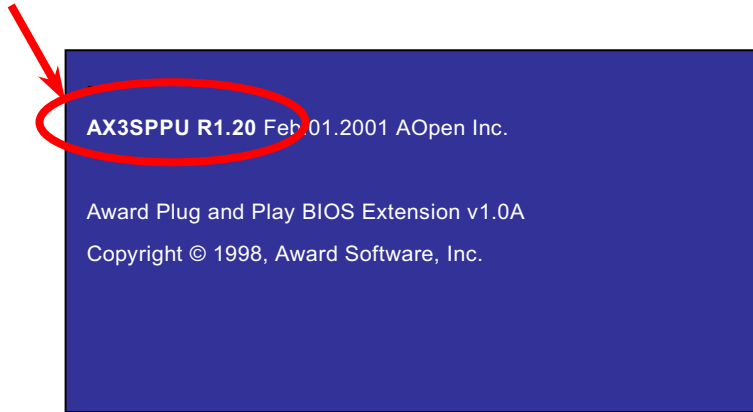 AX3SPPU R1.20 Feb.01.2001 AOpen Inc.
Award Plug and Play BIOS Extension v1.0A
Copyright © 1998, Award Software, Inc.